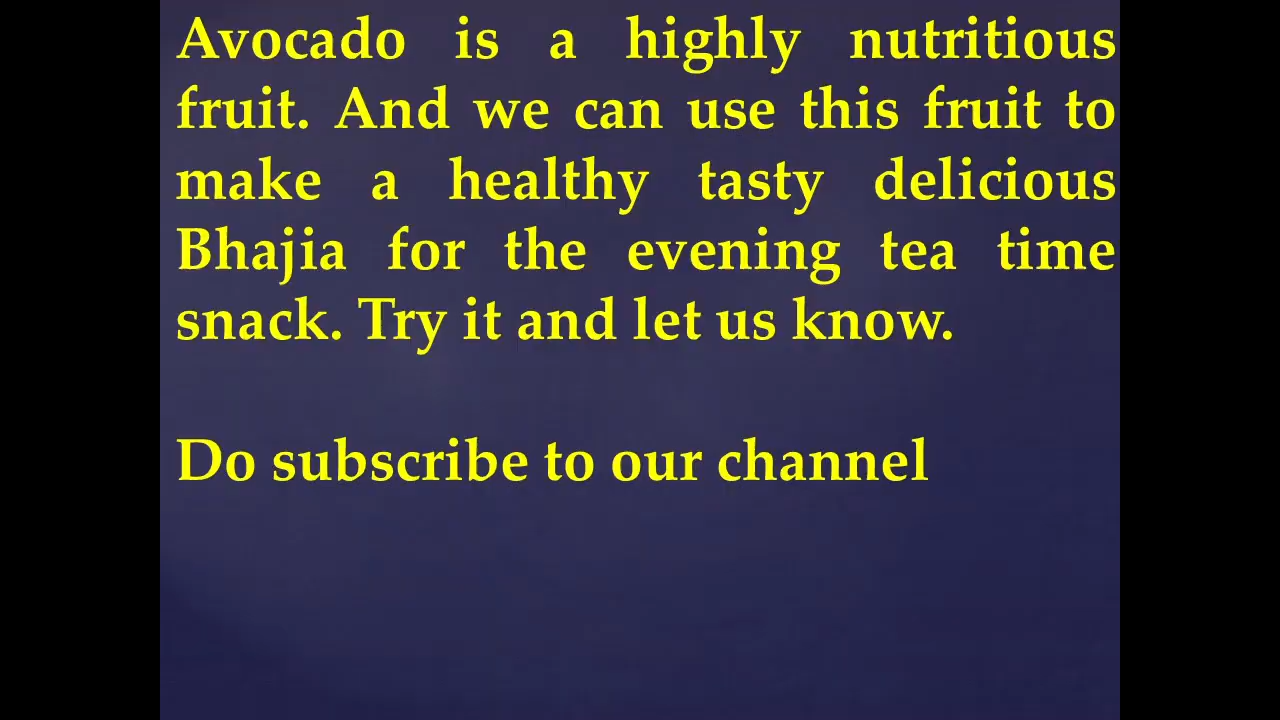 Avocado is a highly nutritious
fruit. And we can use this fruit to
make a healthy tasty delicious
Bhajia for the evening tea time
snack. Try it and let us know.
Do subscribe to our channel